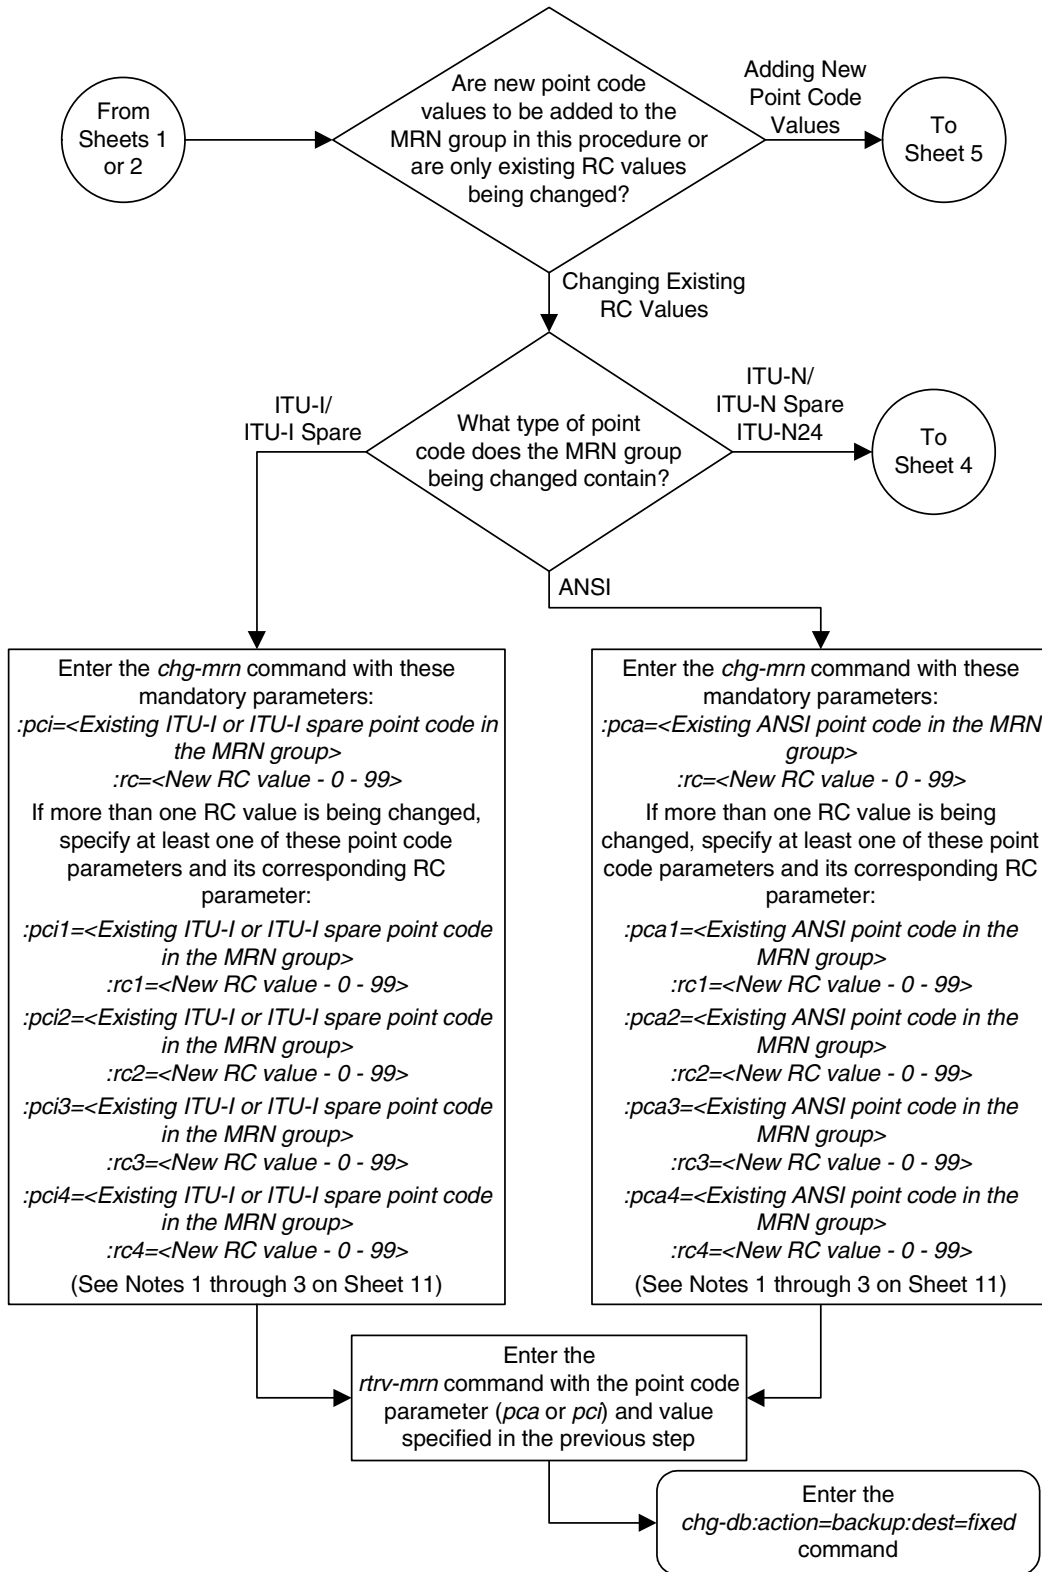 From
Sheets 1
or 2
Are new point code
values to be added to the
MRN group in this procedure or
are only existing RC values
being changed?
Adding New
Point Code
Values
To
Sheet 5
Changing Existing
RC Values
ITU-I/
ITU-I Spare
What type of point
code does the MRN group
being changed contain?
ITU-N/
ITU-N Spare
ITU-N24
To
Sheet 4
ANSI
Enter the chg-mrn command with these
mandatory parameters:
:pci=<Existing ITU-I or ITU-I spare point code in
the MRN group>
:rc=<New RC value - 0 - 99>
If more than one RC value is being changed,
specify at least one of these point code
parameters and its corresponding RC
parameter:
:pci1=<Existing ITU-I or ITU-I spare point code
in the MRN group>
:rc1=<New RC value - 0 - 99>
:pci2=<Existing ITU-I or ITU-I spare point code
in the MRN group>
:rc2=<New RC value - 0 - 99>
:pci3=<Existing ITU-I or ITU-I spare point code
in the MRN group>
:rc3=<New RC value - 0 - 99>
:pci4=<Existing ITU-I or ITU-I spare point code
in the MRN group>
:rc4=<New RC value - 0 - 99>
(See Notes 1 through 3 on Sheet 11)
Enter the chg-mrn command with these
mandatory parameters:
:pca=<Existing ANSI point code in the MRN
group>
:rc=<New RC value - 0 - 99>
If more than one RC value is being
changed, specify at least one of these point
code parameters and its corresponding RC
parameter:
:pca1=<Existing ANSI point code in the
MRN group>
:rc1=<New RC value - 0 - 99>
:pca2=<Existing ANSI point code in the
MRN group>
:rc2=<New RC value - 0 - 99>
:pca3=<Existing ANSI point code in the
MRN group>
:rc3=<New RC value - 0 - 99>
:pca4=<Existing ANSI point code in the
MRN group>
:rc4=<New RC value - 0 - 99>
(See Notes 1 through 3 on Sheet 11)
Enter the
rtrv-mrn command with the point code
parameter (pca or pci) and value
specified in the previous step
Enter the
chg-db:action=backup:dest=fixed
command